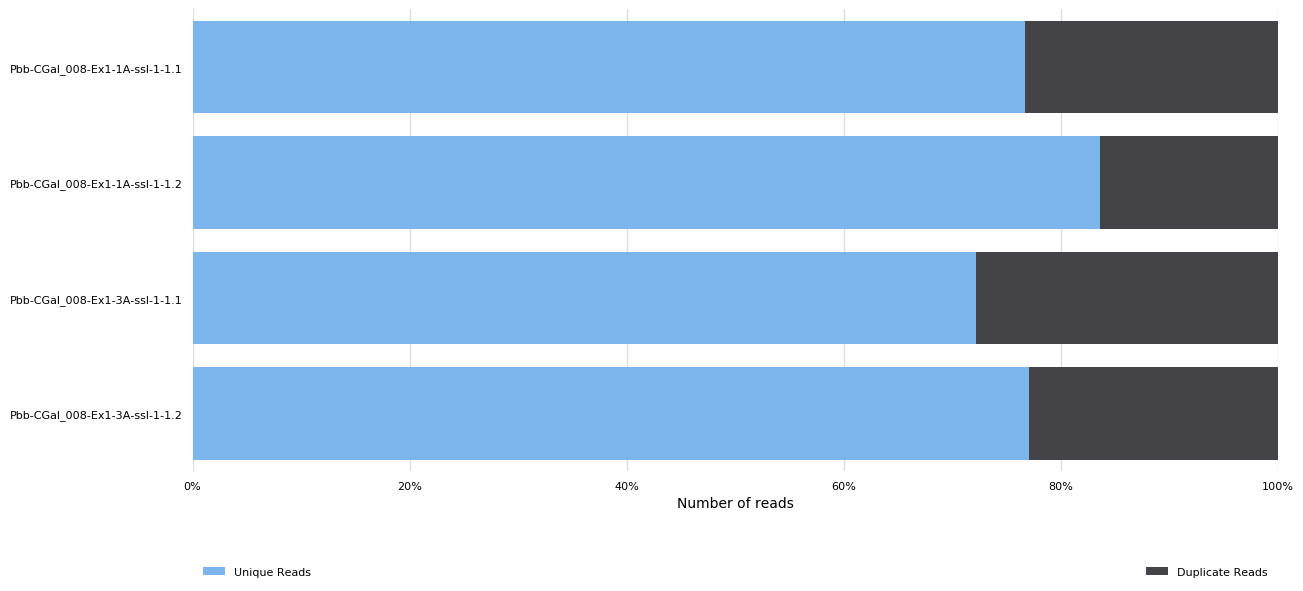 Pbb-CGal_008-Ex1-1A-ssl-1-1.1
Pbb-CGal_008-Ex1-1A-ssl-1-1.2
Pbb-CGal_008-Ex1-3A-ssl-1-1.1
Pbb-CGal_008-Ex1-3A-ssl-1-1.2
0% 20% 40% 60% 80% 100%
Number of reads
Unique Reads Duplicate Reads